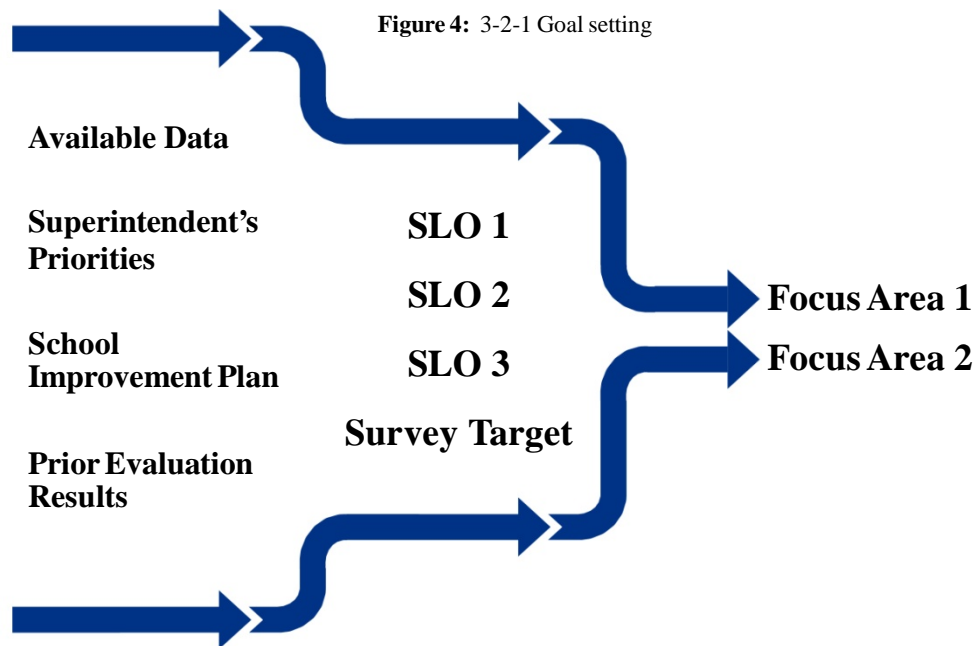 Figure 4: 3-2-1 Goal setting
Available Data
Superintendent’s
Priorities
School
Improvement Plan
Prior Evaluation
Results
SLO 1
SLO 2
SLO 3
Survey Target
Focus Area 1
Focus Area 2